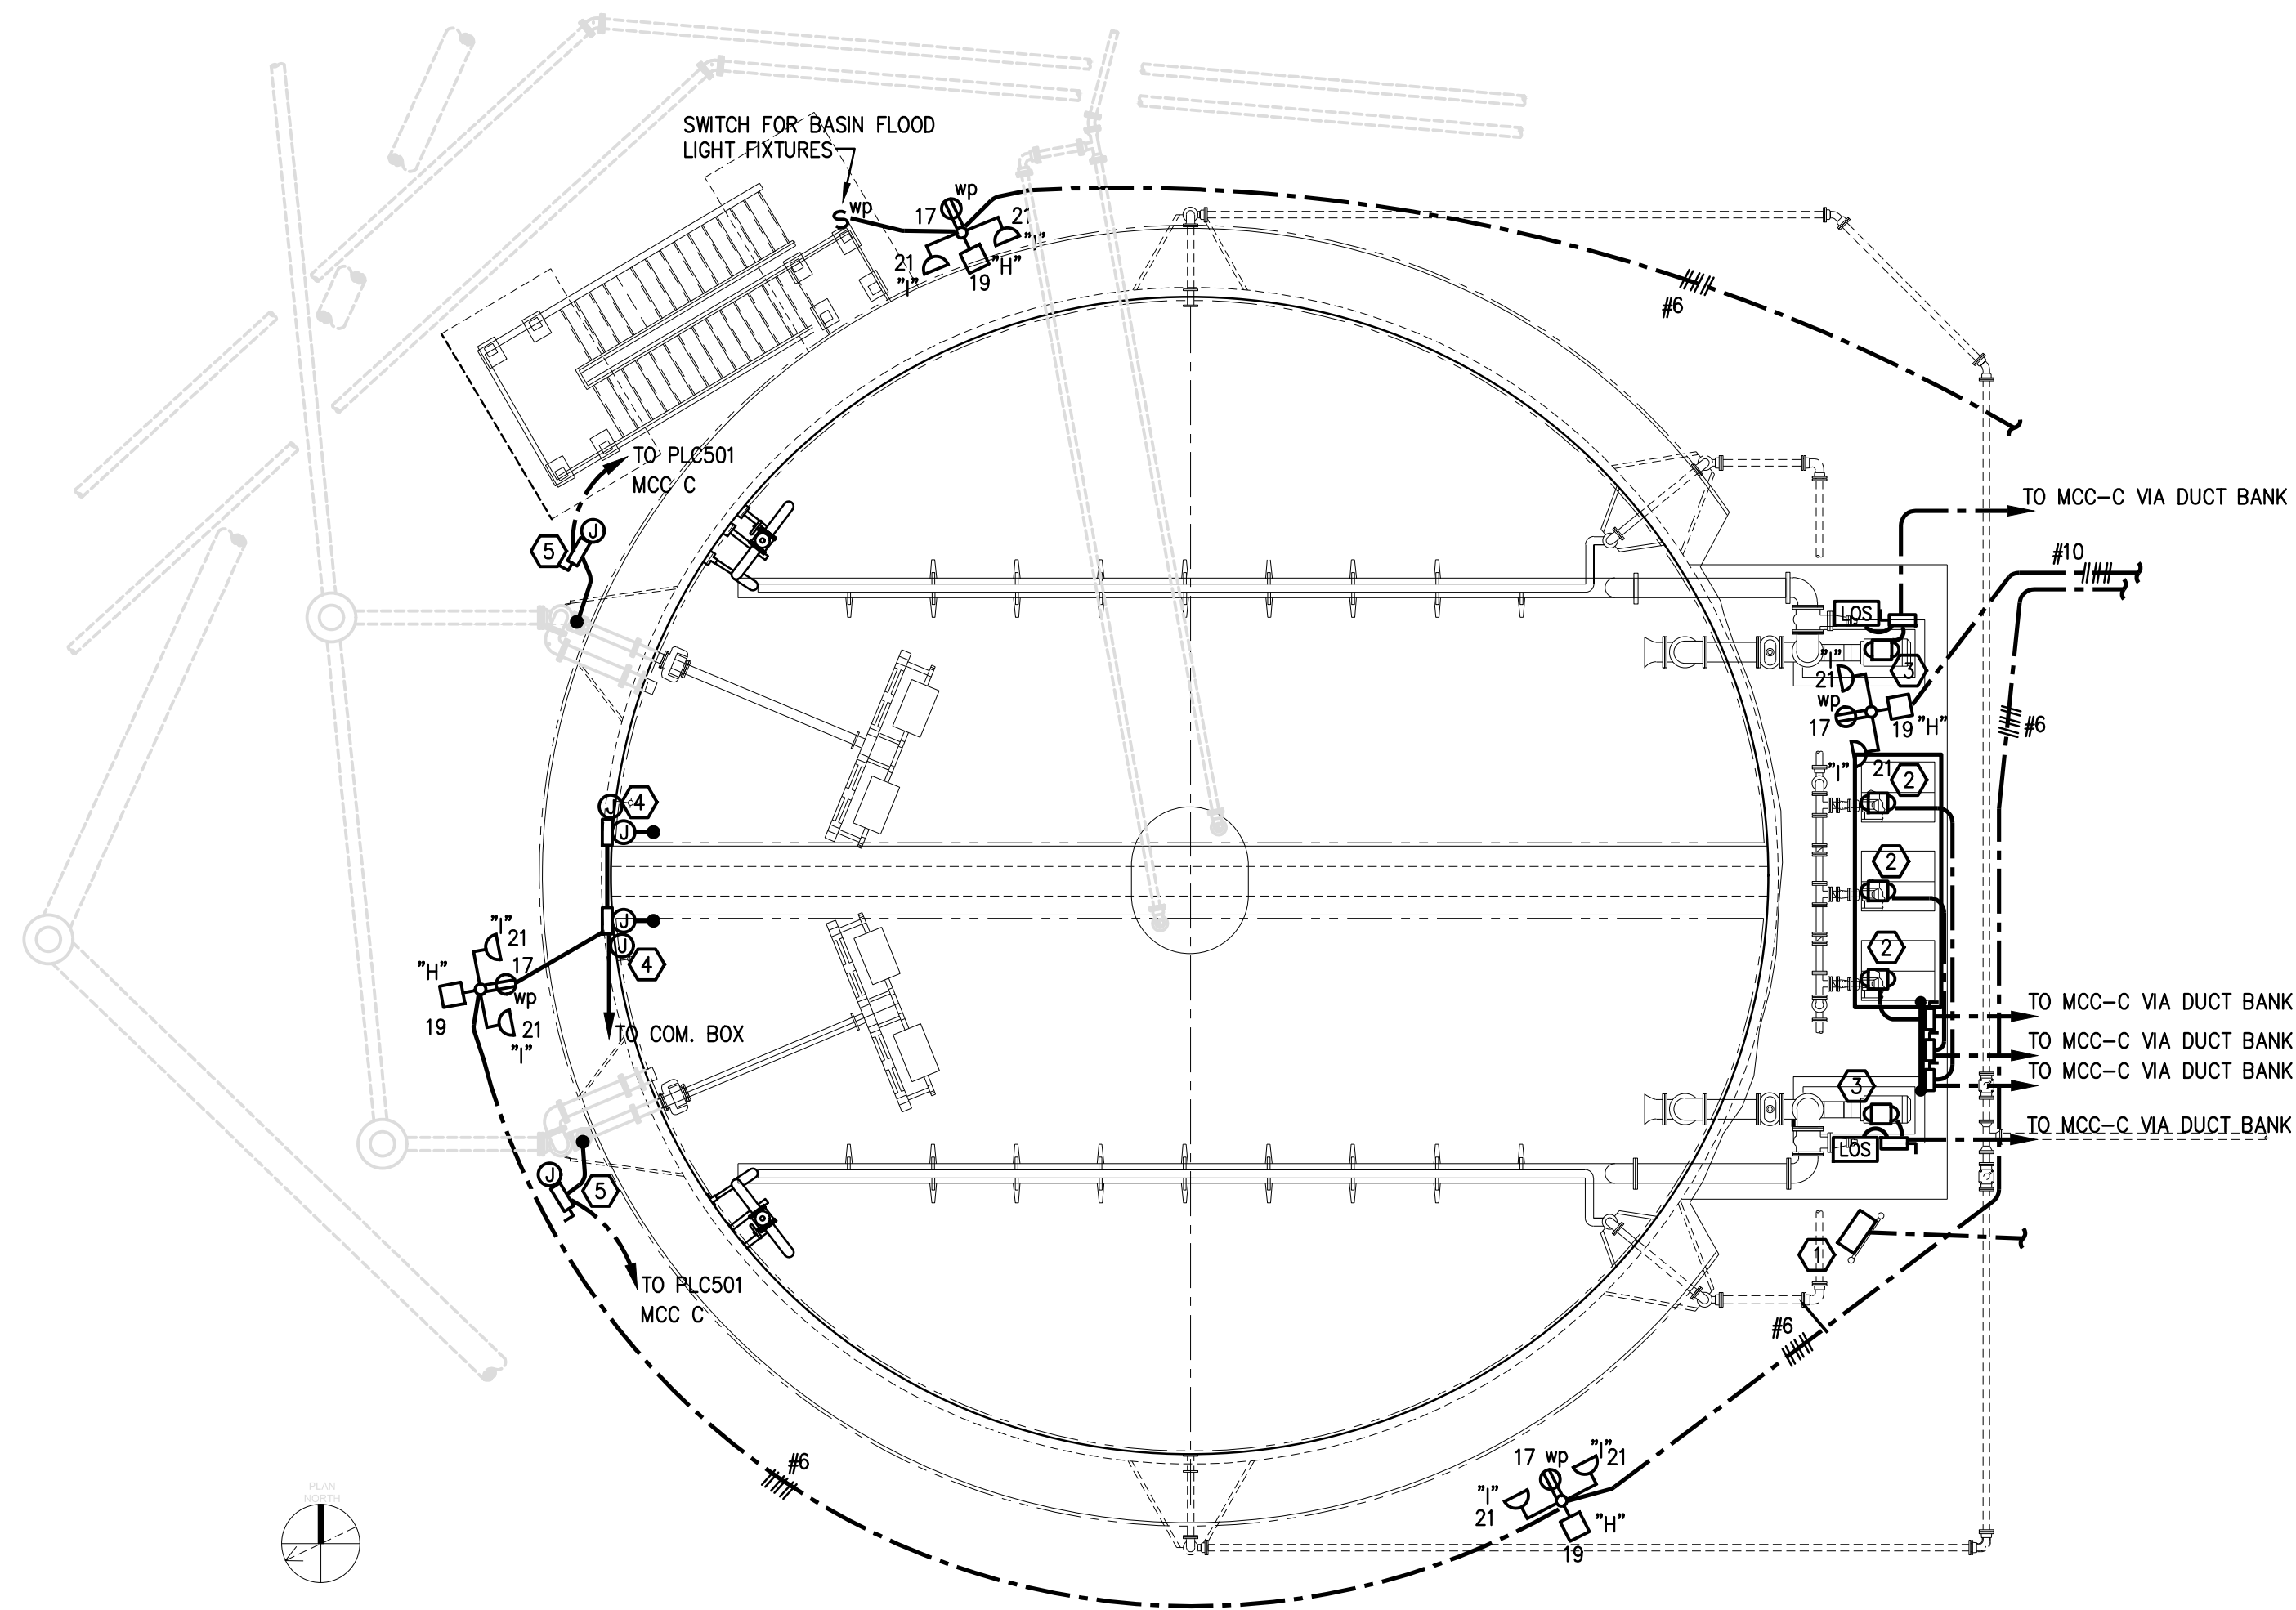 SWITCH FOR BASIN FLOOD
LIGHT FIXTURES
S wp
wp
17
21
"I"
21
"I"
"H"
19
#6
TO PLC501
MCC C
J
5
TO MCC-C VIA DUCT BANK
#10
LOS
3
"I"
21
wp
17
19 "H"
#6
"I"
21
2
J
4
J
2
J
J
4
2
"I"
21
"H"
17
wp
19
21
"I"
TO COM. BOX
TO MCC-C VIA DUCT BANK
TO MCC-C VIA DUCT BANK
TO MCC-C VIA DUCT BANK
3
TO MCC-C VIA DUCT BANK
LOS
J
5
1
TO PLC501
MCC C
#6
#6
17 wp
"I"
21
"I"
21
"H"
19
PLAN
NORTH